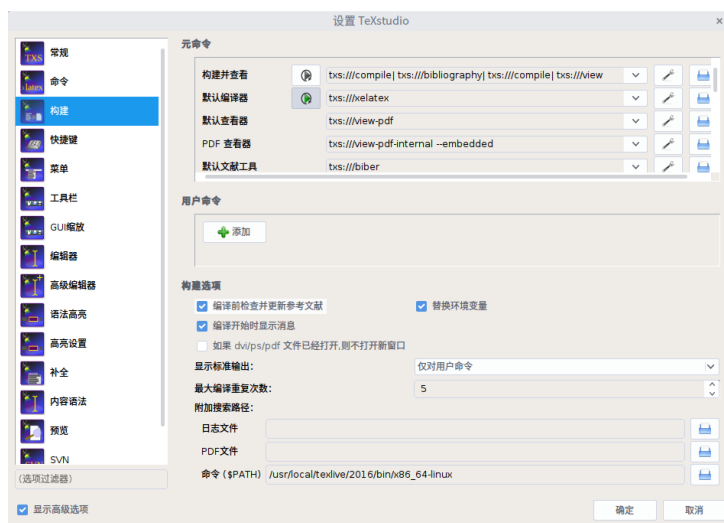 设置 TeXstudio
×
常规
命令
构建
快捷键
菜单
工具栏
GUI缩放
编辑器
高级编辑器
语法高亮
高亮设置
补全
内容语法
预览
SVN
(选项过滤器)
显示高级选项
元命令
构建并查看 txs:///compile| txs:///bibliography| txs:///compile| txs:///view
默认编译器 txs:///xelatex
默认查看器 txs:///view-pdf
PDF 查看器 txs:///view-pdf-internal --embedded
默认文献工具 txs:///biber
用户命令
添加
构建选项
编译前检查并更新参考文献 替换环境变量
编译开始时显示消息
如果 dvi/ps/pdf 文件已经打开,则不打开新窗口
显示标准输出: 仅对用户命令
最大编译重复次数: 5
附加搜索路径:
日志文件
PDF文件
命令 ($PATH) /usr/local/texlive/2016/bin/x86_64-linux
确定 取消